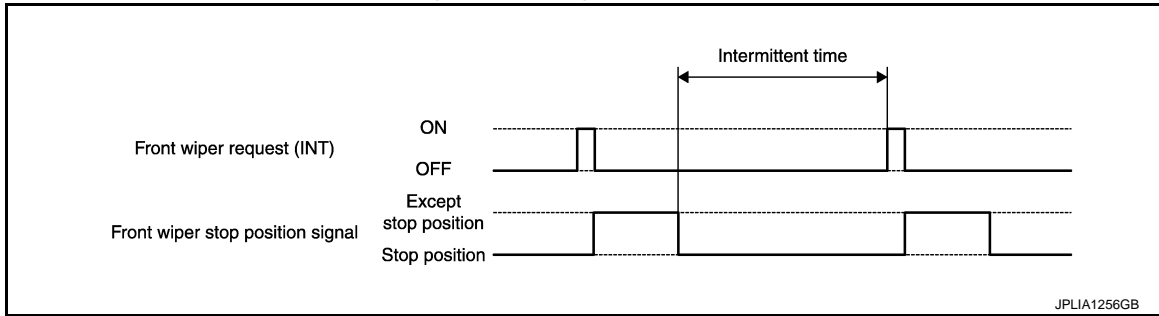 Intermittent time
ON
Front wiper request (INT)
OFF
Except
stop position
Front wiper stop position signal
Stop position
JPLIA1256GB